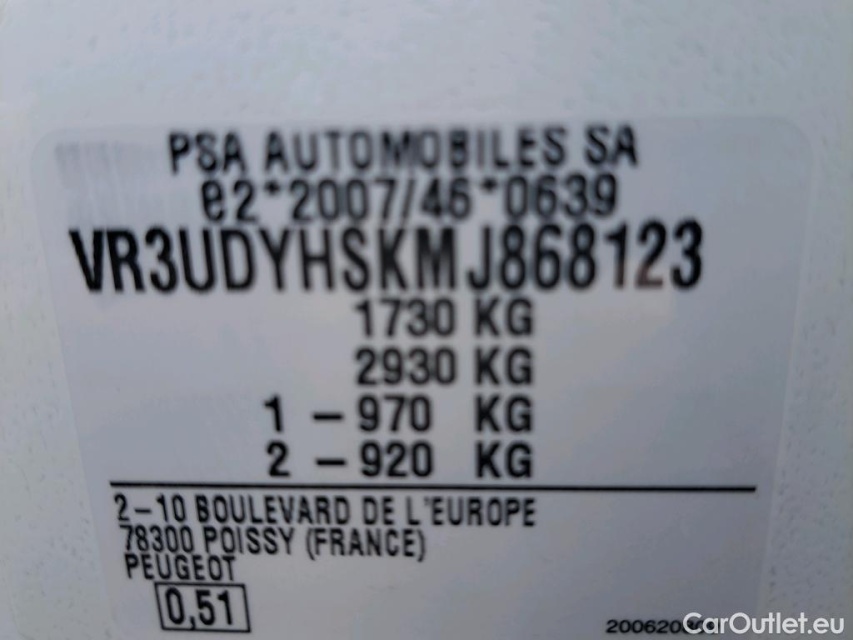 PSA AUTOMOBILES SA
e2*2007/46*0639
VR3UDYHSKMJ868123
1730 KG
2930 KG
1 – 970 KG
2 – 920 KG
2–10 BOULEVARD DE L'EUROPE
78300 POISSY (FRANCE)
PEUGEOT
0,51
CarOutlet.eu